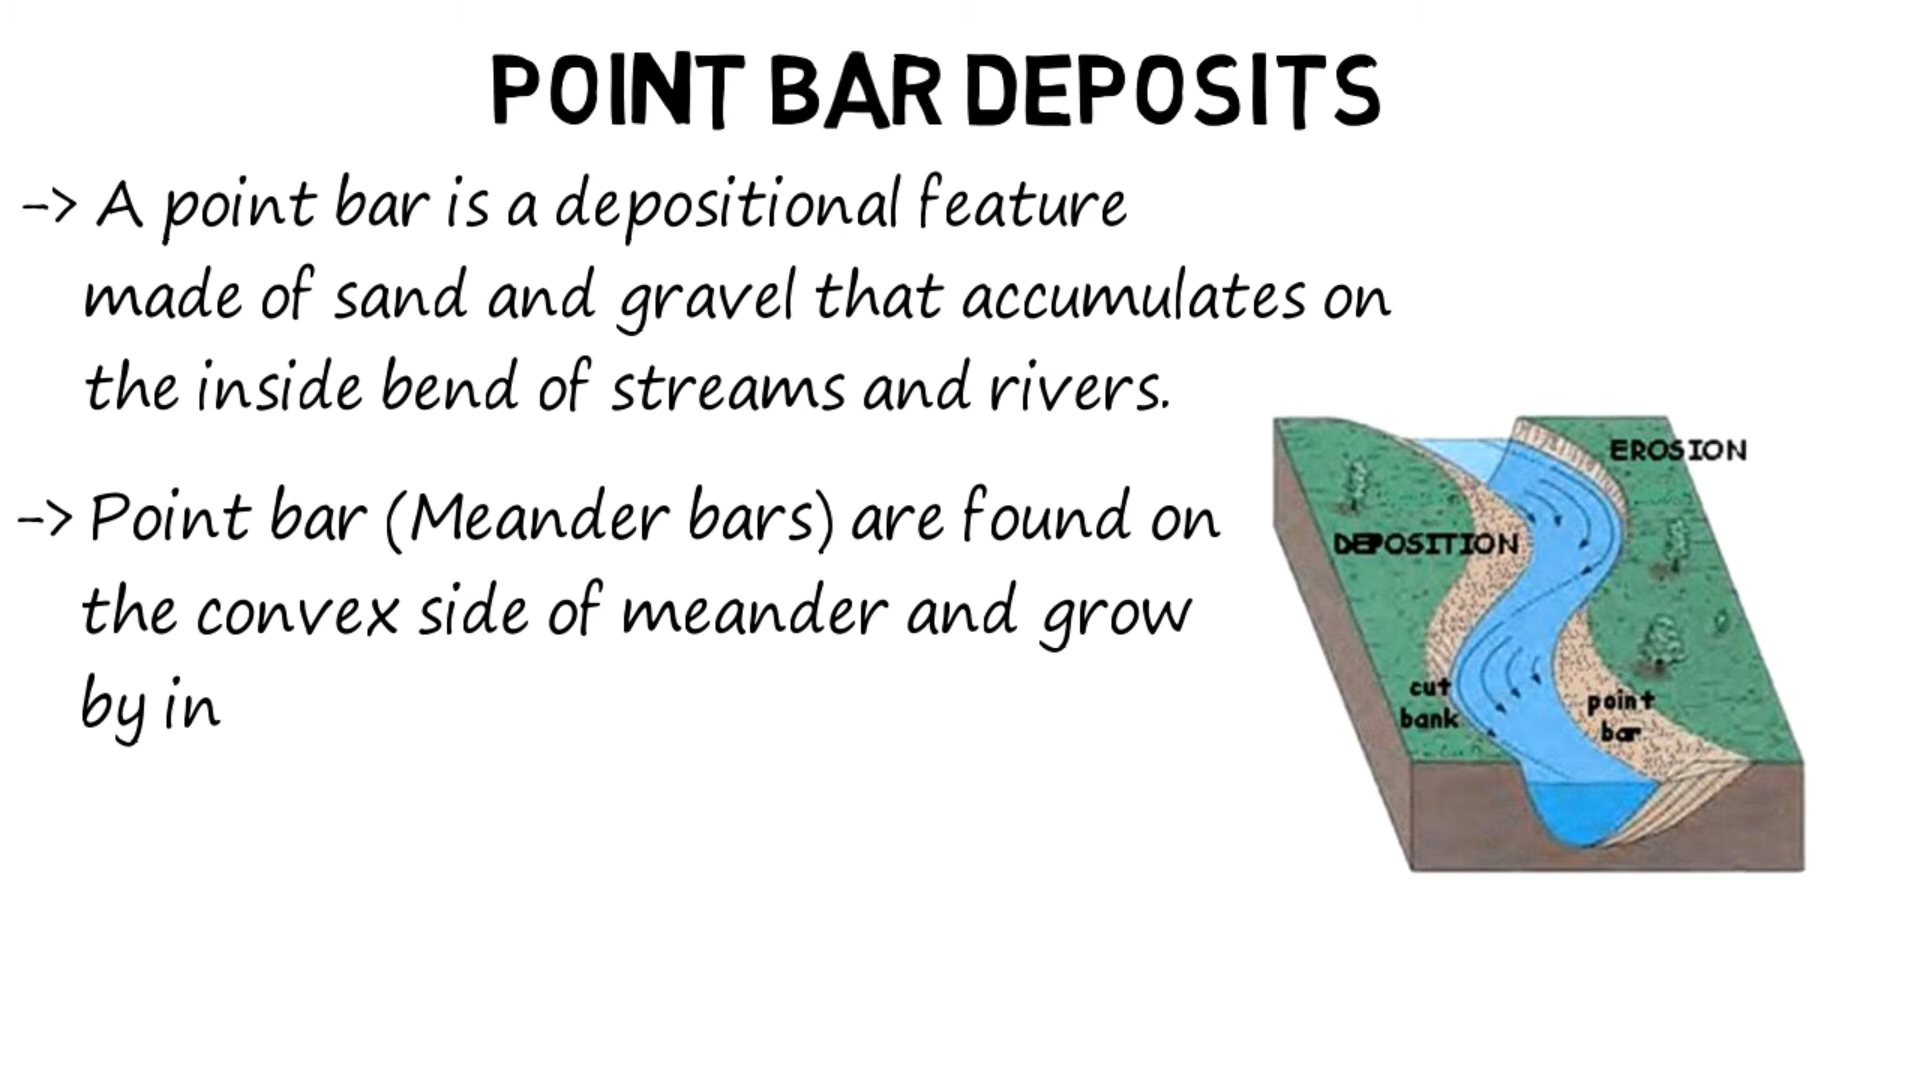 POINT BAR DEPOSITS
-> A point bar is a depositional feature
made of sand and gravel that accumulates on
the inside bend of streams and rivers.
-> Point bar (Meander bars) are found on
the convex side of meander and grow
by in
EROSION
DEPOSITION
cut
bank
point
bar